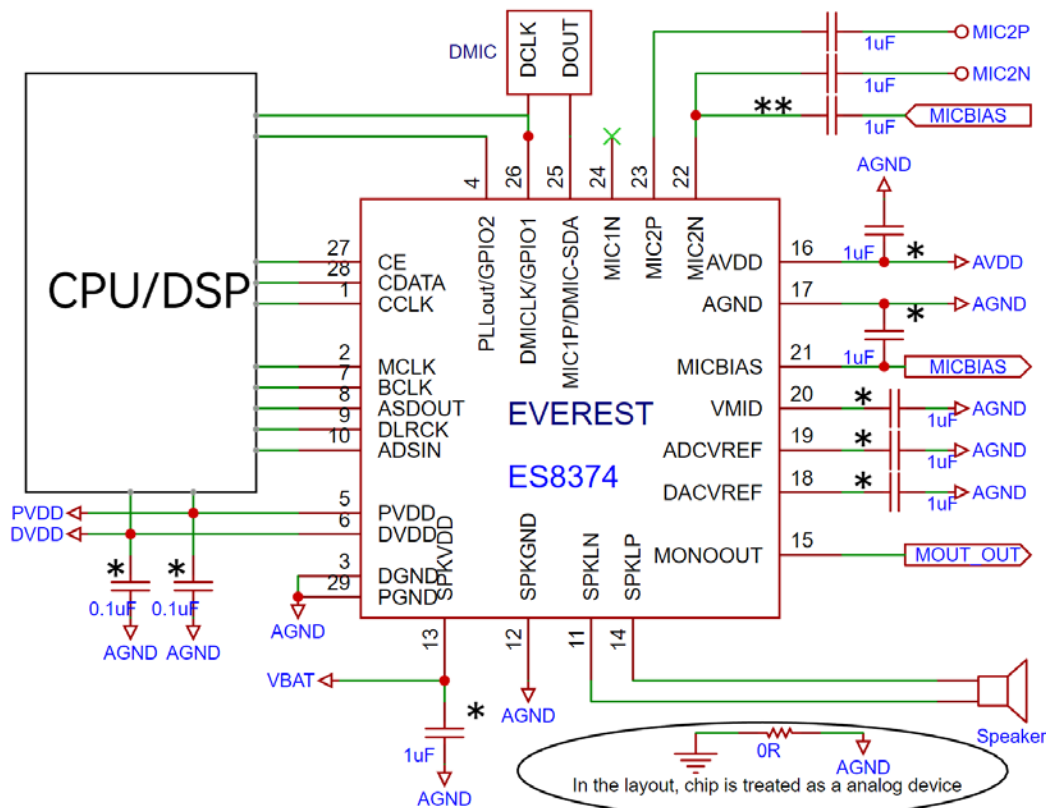 DMIC
DCLK
DOUT
1uF
MIC2P
1uF
MIC2N
**
1uF
MICBIAS
AGND
4
26
25
24
23
22
1uF
*
AVDD
CPU/DSP
27
CE
28
CDATA
1
CCLK
2
MCLK
7
BCLK
8
ASDOUT
9
DLRCK
10
ADSIN
5
PVDD
6
DVDD
3
DGND
29
PGND
PLLout/GPIO2
DMICLK/GPIO1
MIC1P/DMIC-SDA
MIC1N
MIC2P
MIC2N
AVDD
16
AGND
17
AGND
*
1uF
MICBIAS
21
MICBIAS
VMID
20
*
1uF
AGND
ADCVREF
19
*
1uF
AGND
DACVREF
18
*
1uF
AGND
MONOOUT
15
MOUT_OUT
EVEREST
ES8374
PVDD
DVDD
*
*
0.1uF
0.1uF
AGND
AGND
AGND
SPKVDD
SPKGND
SPKLN
SPKLP
13
12
11
14
VBAT
*
1uF
AGND
AGND
Speaker
0R
AGND
In the layout, chip is treated as a analog device